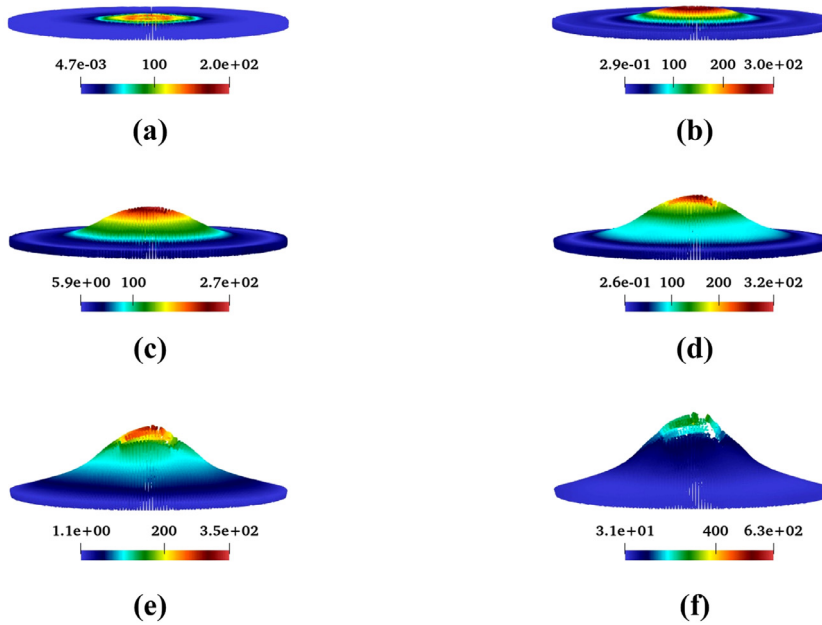 4.7e-03 100 2.0e+02
(a)
2.9e-01 100 200 3.0e+02
(b)
5.9e+00 100 2.7e+02
(c)
2.6e-01 100 200 3.2e+02
(d)
1.1e+00 200 3.5e+02
(e)
3.1e+01 400 6.3e+02
(f)